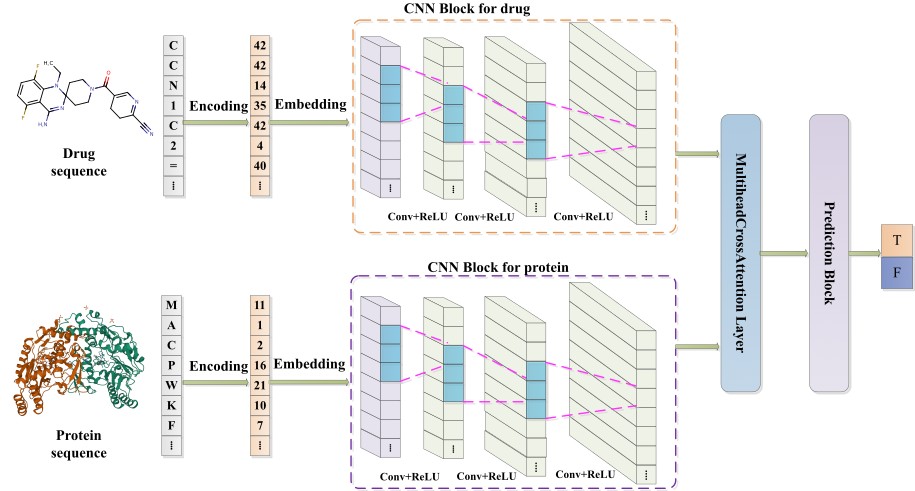 CNN Block for drug
F
H₃C
N
O
N
N
N
F
NH₂
N
Drug
sequence
C
C
N
1
C
2
=
⋮
Encoding
42
42
14
35
42
4
40
⋮
Embedding
⋮
⋮
⋮
⋮
Conv+ReLU
Conv+ReLU
Conv+ReLU
CNN Block for protein
Protein
sequence
M
A
C
P
W
K
F
⋮
Encoding
11
1
2
16
21
10
7
⋮
Embedding
⋮
⋮
⋮
⋮
Conv+ReLU
Conv+ReLU
Conv+ReLU
MultiheadCrossAttention Layer
Prediction Block
T
F